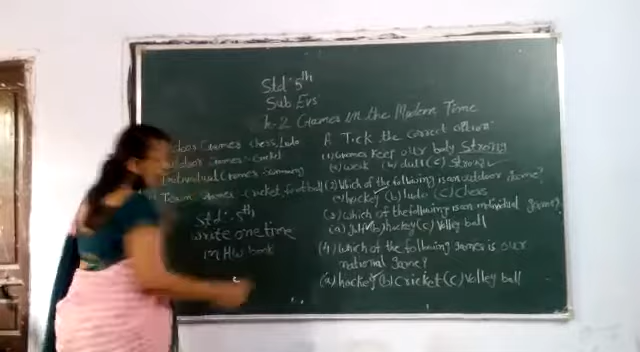 Std : 5th
Sub Evs
L-2 Games in the Modern Time
door Games: chess, Ludo
utdoor Games:- Cricket
Individual Games: Swimming
Team Games:- Cricket, football
Std : 5th
write one time
in HW book
A Tick the correct option:
(1) Games keep our body Strong
(a) weak (b) dull (c) Strong
(2) Which of the following is an outdoor game?
hockey (b) ludo (c) chess
(3) Which of the following is an individual game?
(a) (b) hockey (c) Volley ball
(4) Which of the following games is our
national game?
(a) hockey (b) Cricket (c) Volley ball